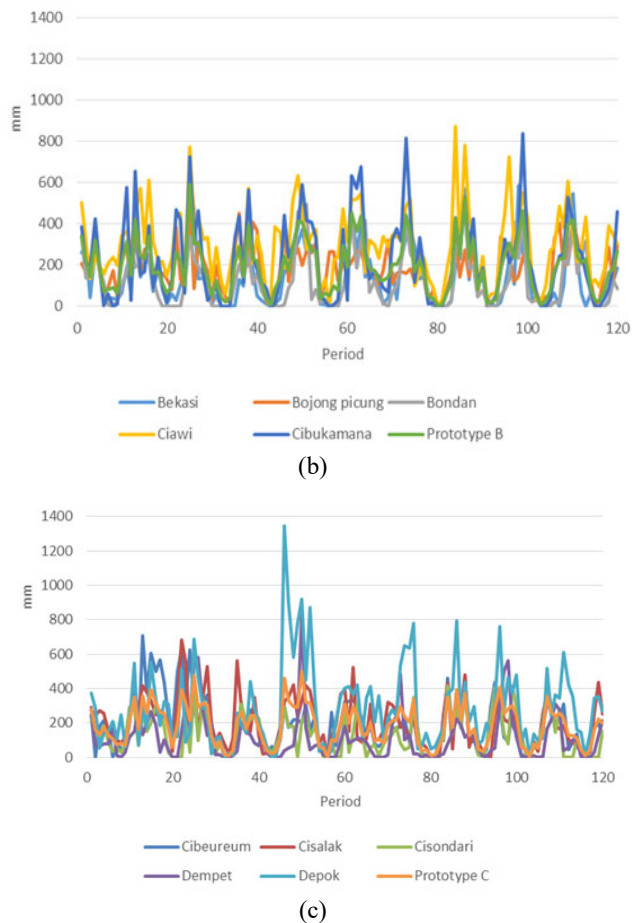 1400
1200
1000
800
600
400
200
0
mm
0 20 40 60 80 100 120
Period
Bekasi Bojong picung Bondan
Ciawi Cibukamana Prototype B
(b)
1400
1200
1000
800
600
400
200
0
mm
0 20 40 60 80 100 120
Period
Cibeureum Cisalak Cisondari
Dempet Depok Prototype C
(c)